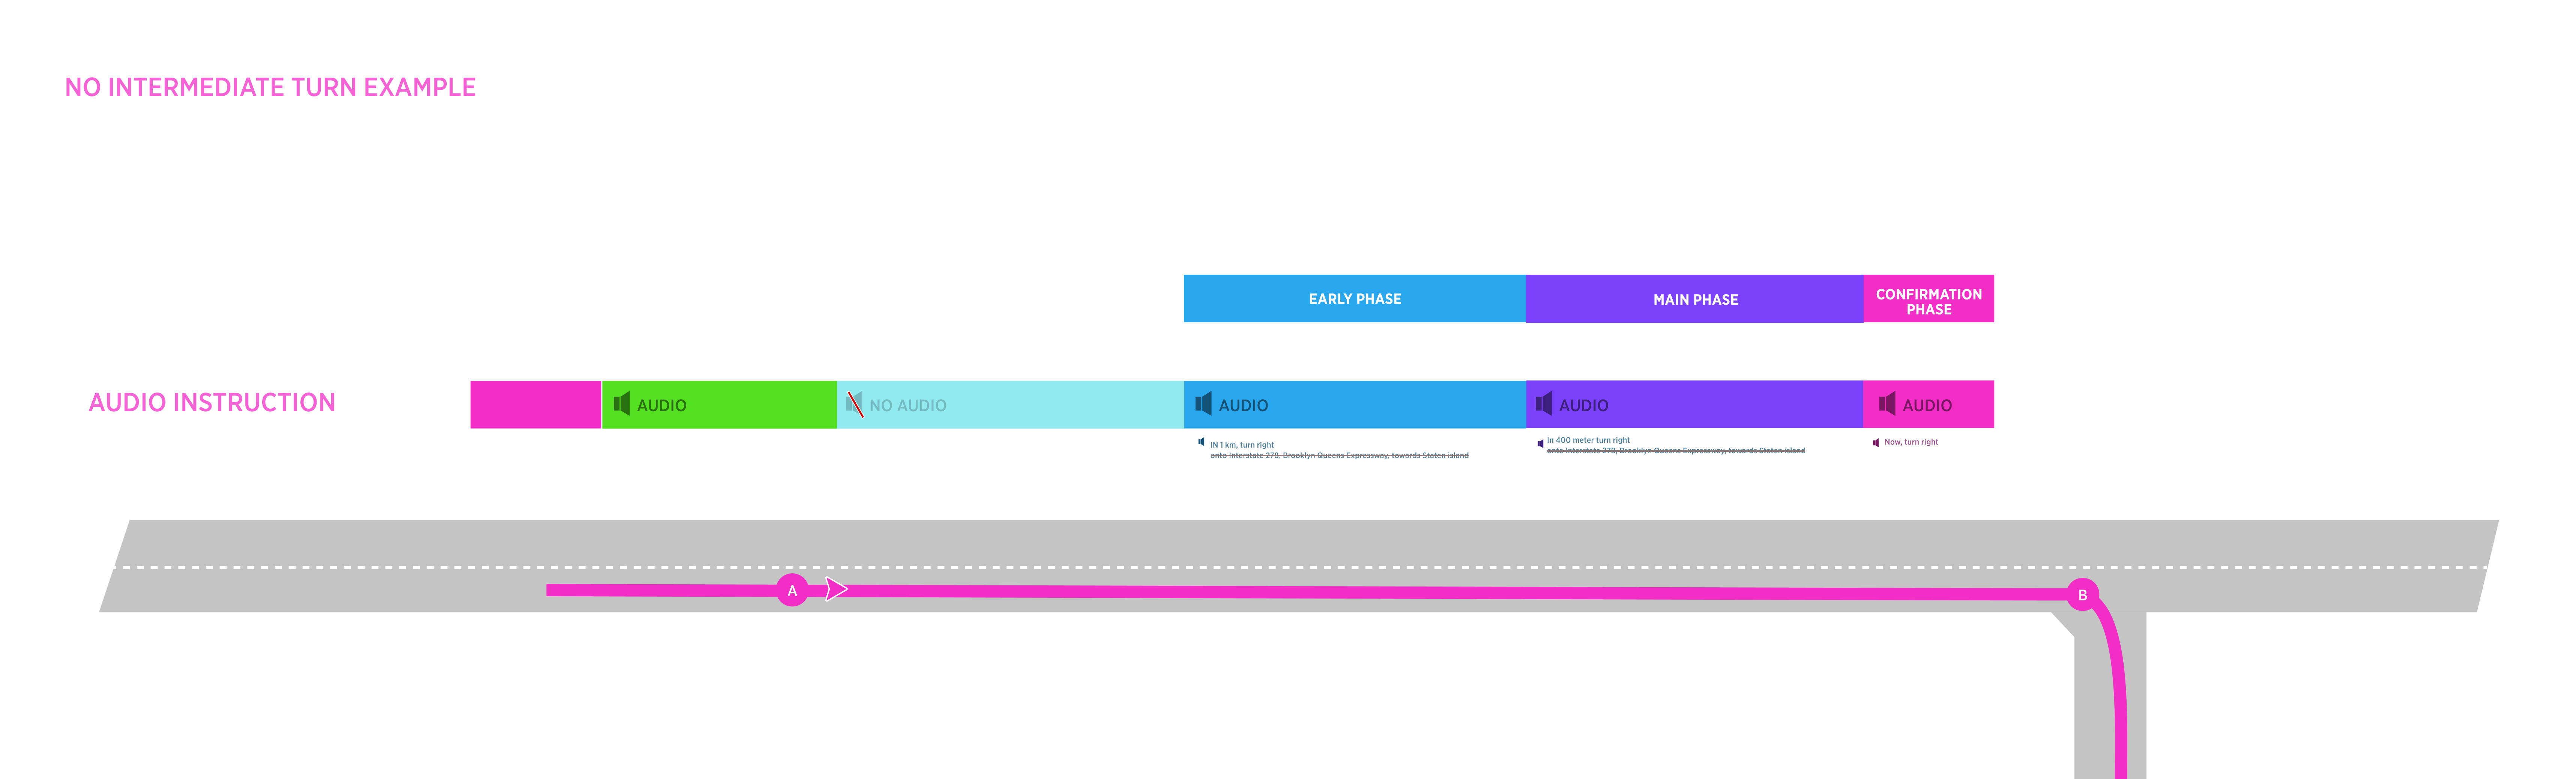 NO INTERMEDIATE TURN EXAMPLE
EARLY PHASE
MAIN PHASE
CONFIRMATION
PHASE
AUDIO INSTRUCTION
AUDIO
NO AUDIO
AUDIO
AUDIO
AUDIO
IN 1 km, turn right
onto Interstate 278, Brooklyn Queens Expressway, towards Staten island
In 400 meter turn right
onto Interstate 278, Brooklyn Queens Expressway, towards Staten island
Now, turn right
A
B